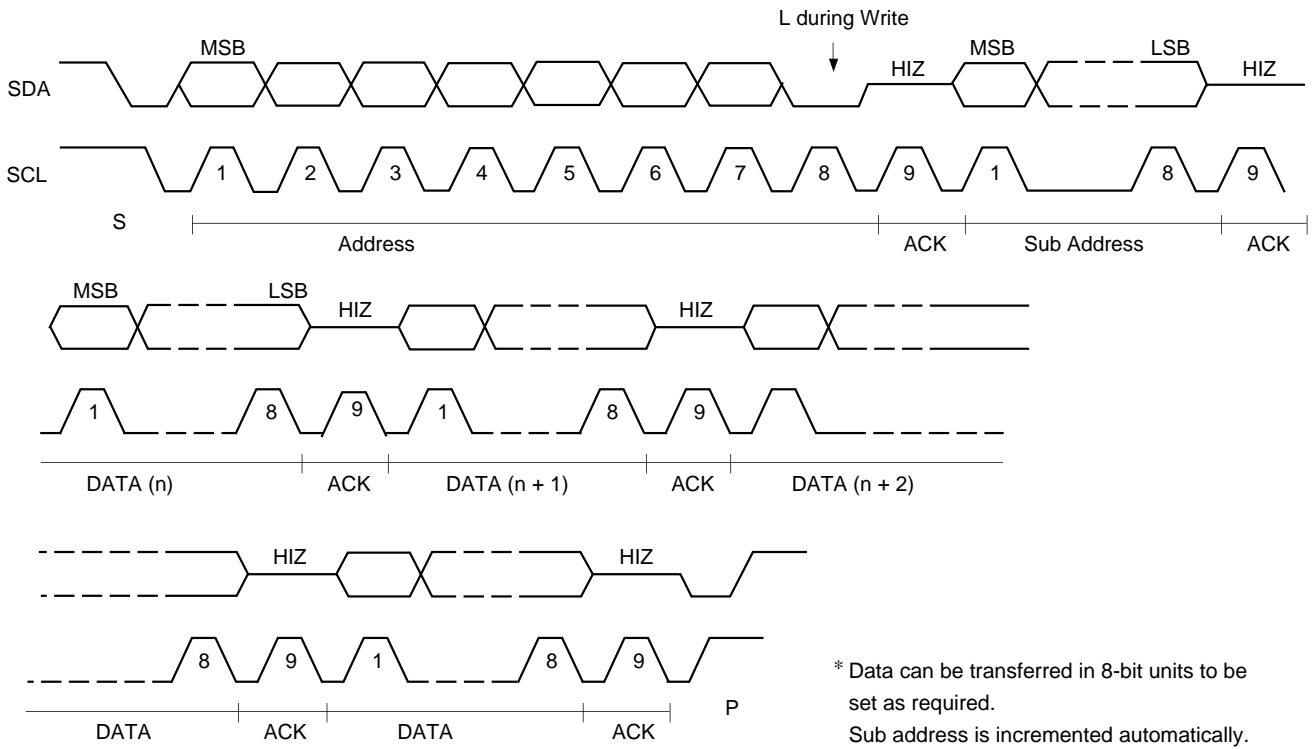 L during Write
MSB MSB LSB
HIZ HIZ
SDA
SCL 1 2 3 4 5 6 7 8 9 1 8 9
S
Address ACK Sub Address ACK
MSB LSB HIZ HIZ
1 8 9 1 8 9
DATA (n) ACK DATA (n + 1) ACK DATA (n + 2)
HIZ HIZ
8 9 1 8 9
P
DATA ACK DATA ACK
* Data can be transferred in 8-bit units to be
set as required.
Sub address is incremented automatically.